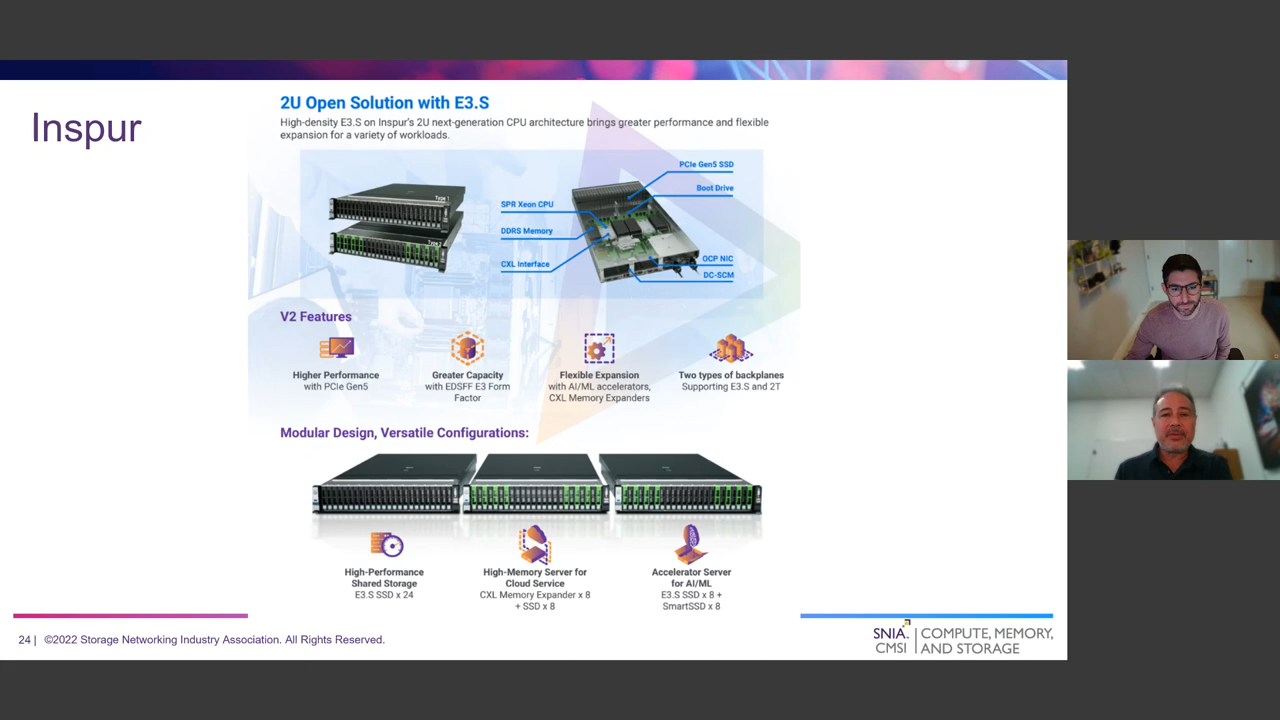 Inspur
2U Open Solution with E3.S
High-density E3.S on Inspur's 2U next-generation CPU architecture brings greater performance and flexible
expansion for a variety of workloads.
Type 1
Type 2
SPR Xeon CPU
DDR5 Memory
CXL Interface
PCIe Gen5 SSD
Boot Drive
OCP NIC
DC-SCM
V2 Features
Higher Performance
with PCIe Gen5
Greater Capacity
with EDSFF E3 Form
Factor
Flexible Expansion
with AI/ML accelerators,
CXL Memory Expanders
Two types of backplanes
Supporting E3.S and 2T
Modular Design, Versatile Configurations:
High-Performance
Shared Storage
E3.S SSD x 24
High-Memory Server for
Cloud Service
CXL Memory Expander x 8
+ SSD x 8
Accelerator Server
for AI/ML
E3.S SSD x 8 +
SmartSSD x 8
24 | ©2022 Storage Networking Industry Association. All Rights Reserved.
SNIA. | COMPUTE, MEMORY,
CMSI | AND STORAGE